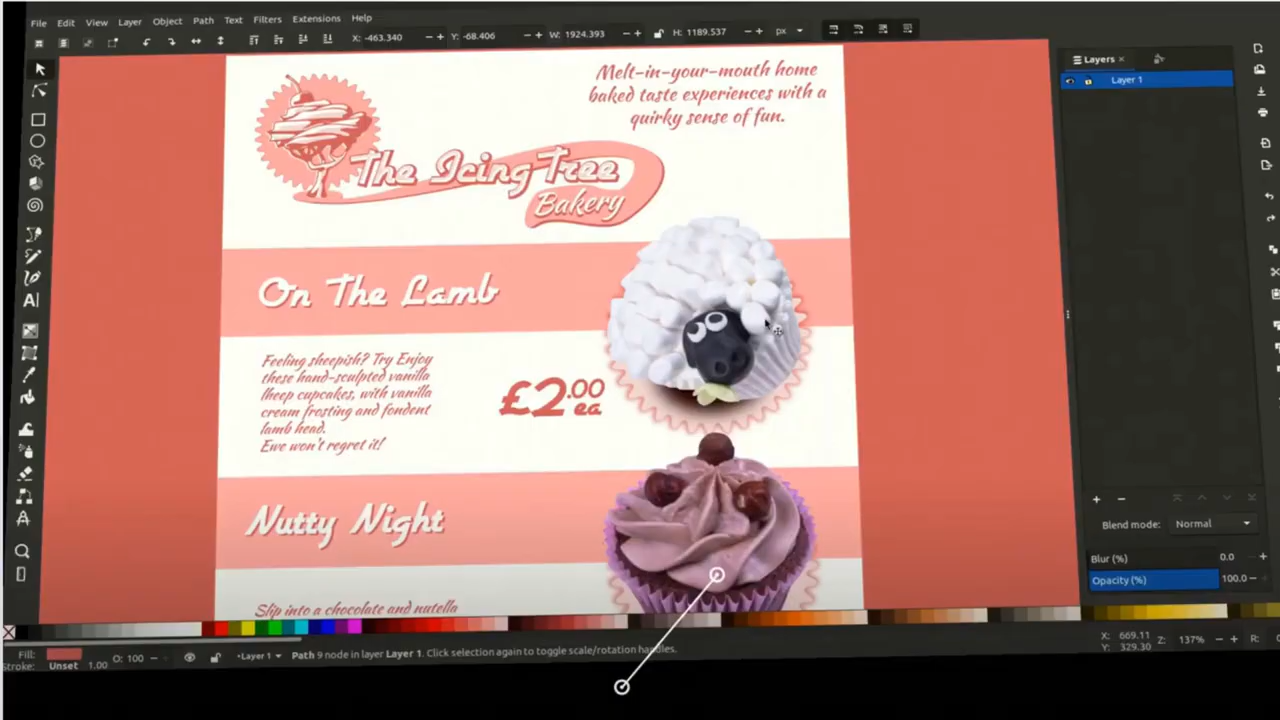 File Edit View Layer Object Path Text Filters Extensions Help
X: -463.340 Y: -68.406 W: 1924.393 H: 1189.537 px
Layers
Layer 1
Melt-in-your-mouth home
baked taste experiences with a
quirky sense of fun.
The Icing Tree
Bakery
On The Lamb
Feeling sheepish? Try Enjoy
these hand-sculpted vanilla
theep cupcakes, with vanilla
cream frosting and fondent
lamb head.
Ewe won't regret it!
£2.00
ea
Nutty Night
Slip into a chocolate and nutella
Blend mode: Normal
Blur (%) 0.0
Opacity (%) 100.0
Fill:
Stroke: Unset 1.00
O: 100
Layer 1
Path 9 node in layer Layer 1. Click selection again to toggle scale/rotation handles.
X: 669.11
Y: 329.30
Z: 137%
R: